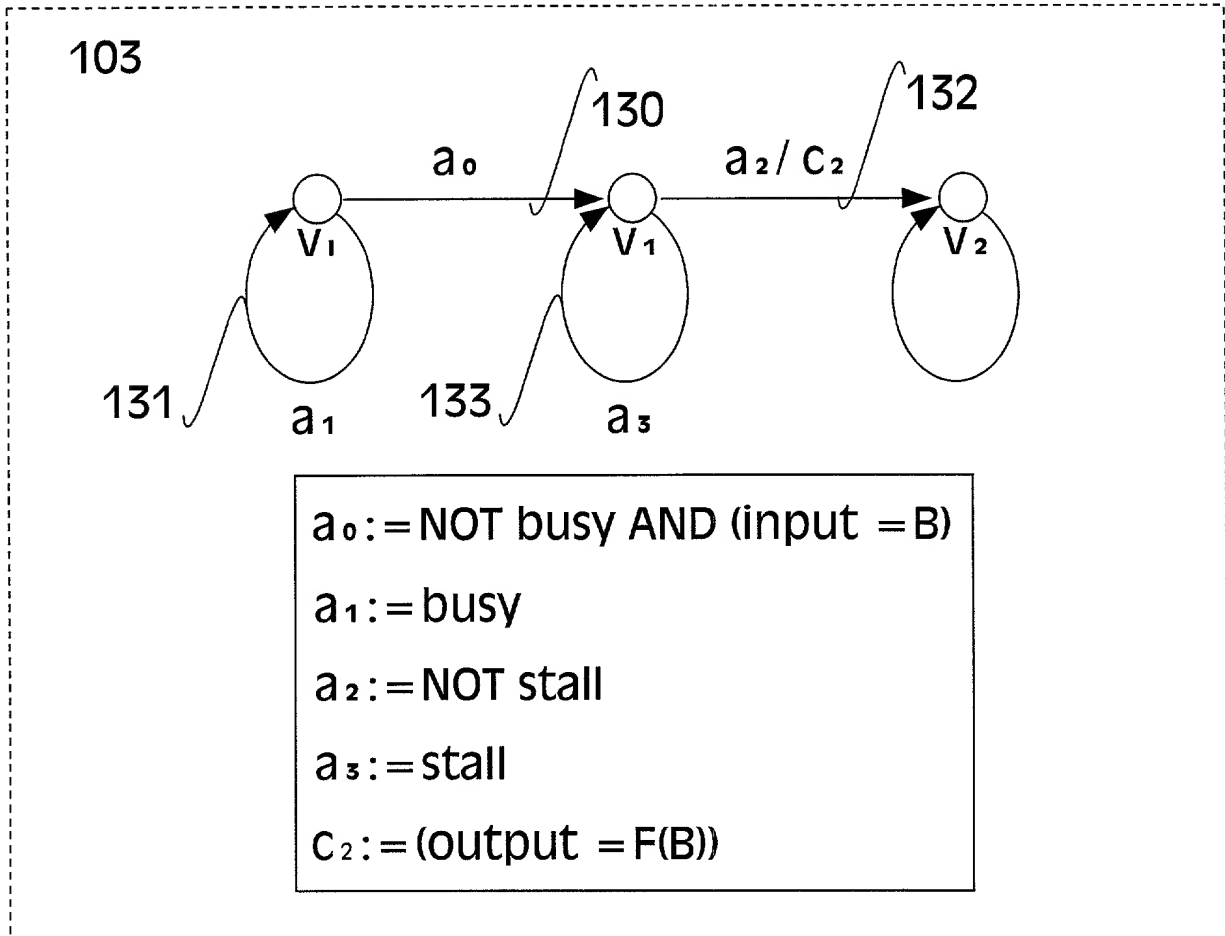 103
130
132
a₀
a₂ / c₂
Vɪ
V₁
V₂
131
133
a₁
a₃
a₀:=NOT busy AND (input =B)
a₁:=busy
a₂:=NOT stall
a₃:=stall
c₂:=(output =F(B))